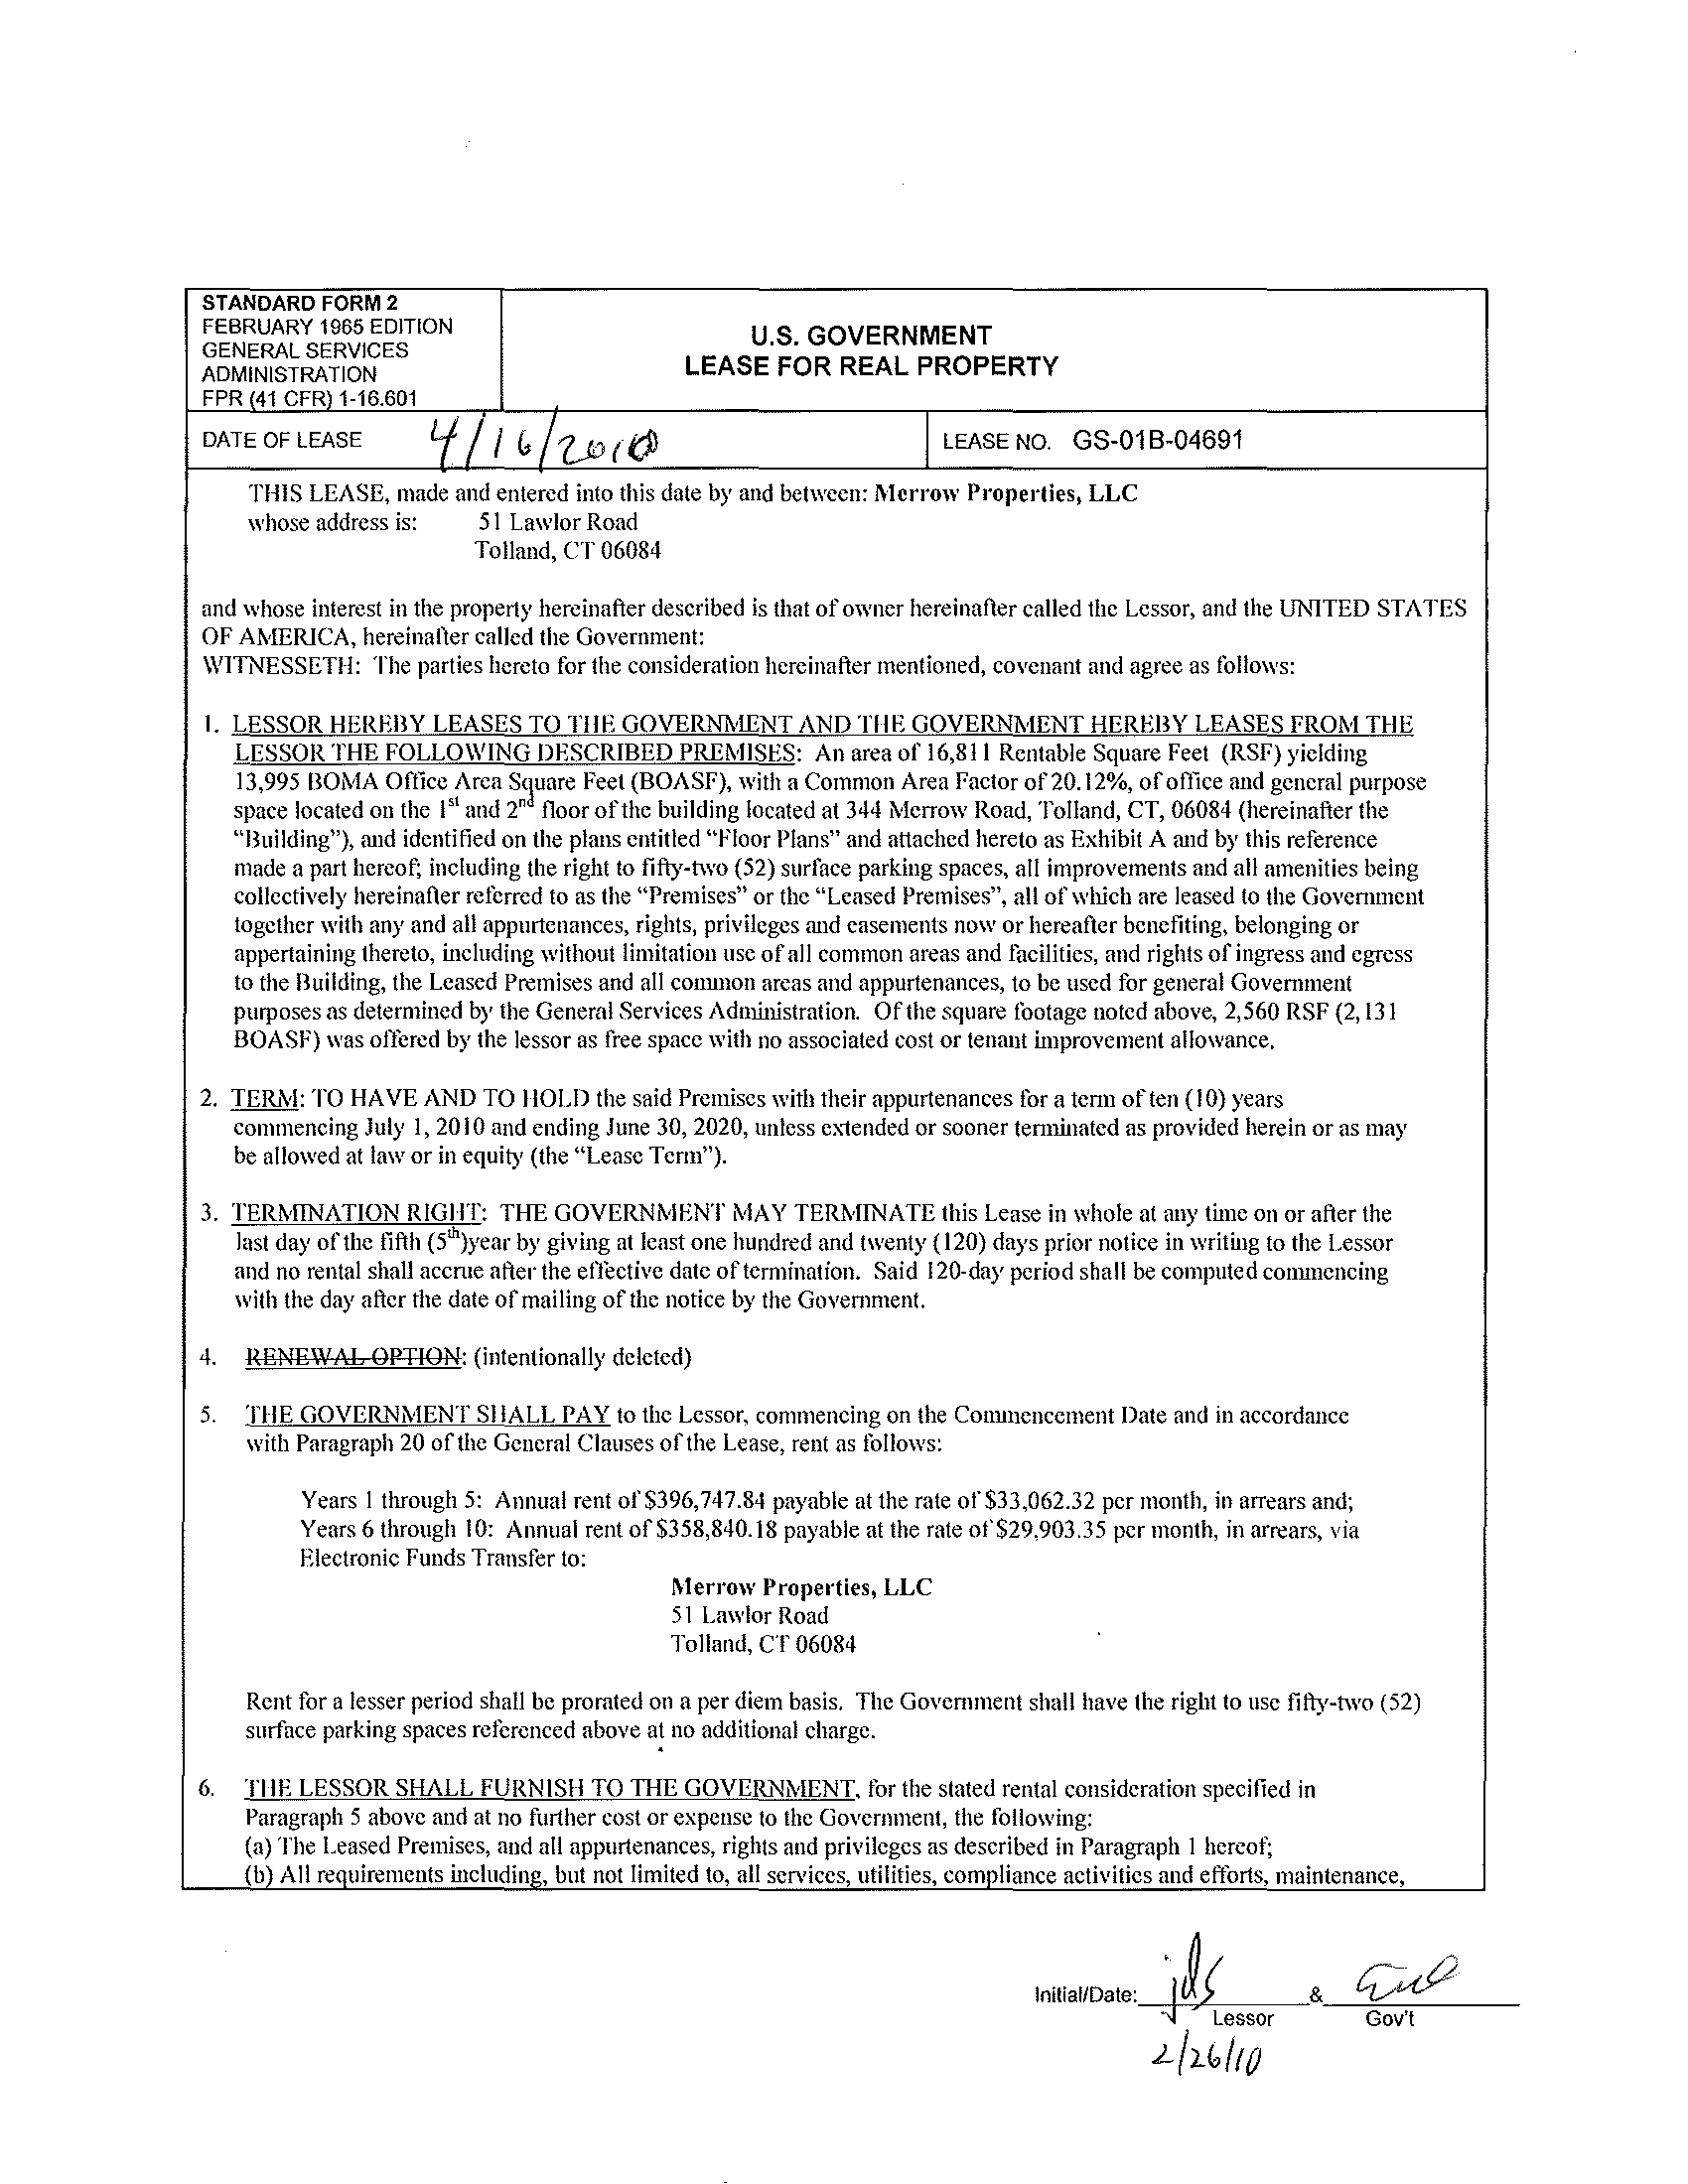 STANDARD FORM 2
FEBRUARY 1965 EDITION
GENERAL SERVICES
ADMINISTRATION
FPR (41 CFR) 1-16.601
U.S. GOVERNMENT
LEASE FOR REAL PROPERTY
DATE OF LEASE 4/16/2010
LEASE NO. GS-01B-04691
THIS LEASE, made and entered into this date by and between: Merrow Properties, LLC
whose address is: 51 Lawlor Road
Tolland, CT 06084
and whose interest in the property hereinafter described is that of owner hereinafter called the Lessor, and the UNITED STATES
OF AMERICA, hereinafter called the Government:
WITNESSETH: The parties hereto for the consideration hereinafter mentioned, covenant and agree as follows:
1. LESSOR HEREBY LEASES TO THE GOVERNMENT AND THE GOVERNMENT HEREBY LEASES FROM THE
LESSOR THE FOLLOWING DESCRIBED PREMISES: An area of 16,811 Rentable Square Feet (RSF) yielding
13,995 BOMA Office Area Square Feet (BOASF), with a Common Area Factor of 20.12%, of office and general purpose
space located on the 1st and 2nd floor of the building located at 344 Merrow Road, Tolland, CT, 06084 (hereinafter the
“Building”), and identified on the plans entitled “Floor Plans” and attached hereto as Exhibit A and by this reference
made a part hereof; including the right to fifty-two (52) surface parking spaces, all improvements and all amenities being
collectively hereinafter referred to as the “Premises” or the “Leased Premises”, all of which are leased to the Government
together with any and all appurtenances, rights, privileges and easements now or hereafter benefiting, belonging or
appertaining thereto, including without limitation use of all common areas and facilities, and rights of ingress and egress
to the Building, the Leased Premises and all common areas and appurtenances, to be used for general Government
purposes as determined by the General Services Administration. Of the square footage noted above, 2,560 RSF (2,131
BOASF) was offered by the lessor as free space with no associated cost or tenant improvement allowance.
2. TERM: TO HAVE AND TO HOLD the said Premises with their appurtenances for a term of ten (10) years
commencing July 1, 2010 and ending June 30, 2020, unless extended or sooner terminated as provided herein or as may
be allowed at law or in equity (the “Lease Term”).
3. TERMINATION RIGHT: THE GOVERNMENT MAY TERMINATE this Lease in whole at any time on or after the
last day of the fifth (5th)year by giving at least one hundred and twenty (120) days prior notice in writing to the Lessor
and no rental shall accrue after the effective date of termination. Said 120-day period shall be computed commencing
with the day after the date of mailing of the notice by the Government.
4. RENEWAL OPTION: (intentionally deleted)
5. THE GOVERNMENT SHALL PAY to the Lessor, commencing on the Commencement Date and in accordance
with Paragraph 20 of the General Clauses of the Lease, rent as follows:
Years 1 through 5: Annual rent of $396,747.84 payable at the rate of $33,062.32 per month, in arrears and;
Years 6 through 10: Annual rent of $358,840.18 payable at the rate of $29,903.35 per month, in arrears, via
Electronic Funds Transfer to:
Merrow Properties, LLC
51 Lawlor Road
Tolland, CT 06084
Rent for a lesser period shall be prorated on a per diem basis. The Government shall have the right to use fifty-two (52)
surface parking spaces referenced above at no additional charge.
6. THE LESSOR SHALL FURNISH TO THE GOVERNMENT, for the stated rental consideration specified in
Paragraph 5 above and at no further cost or expense to the Government, the following:
(a) The Leased Premises, and all appurtenances, rights and privileges as described in Paragraph 1 hereof;
(b) All requirements including, but not limited to, all services, utilities, compliance activities and efforts, maintenance,
Initial/Date: jds &
Lessor Gov't
2/26/10